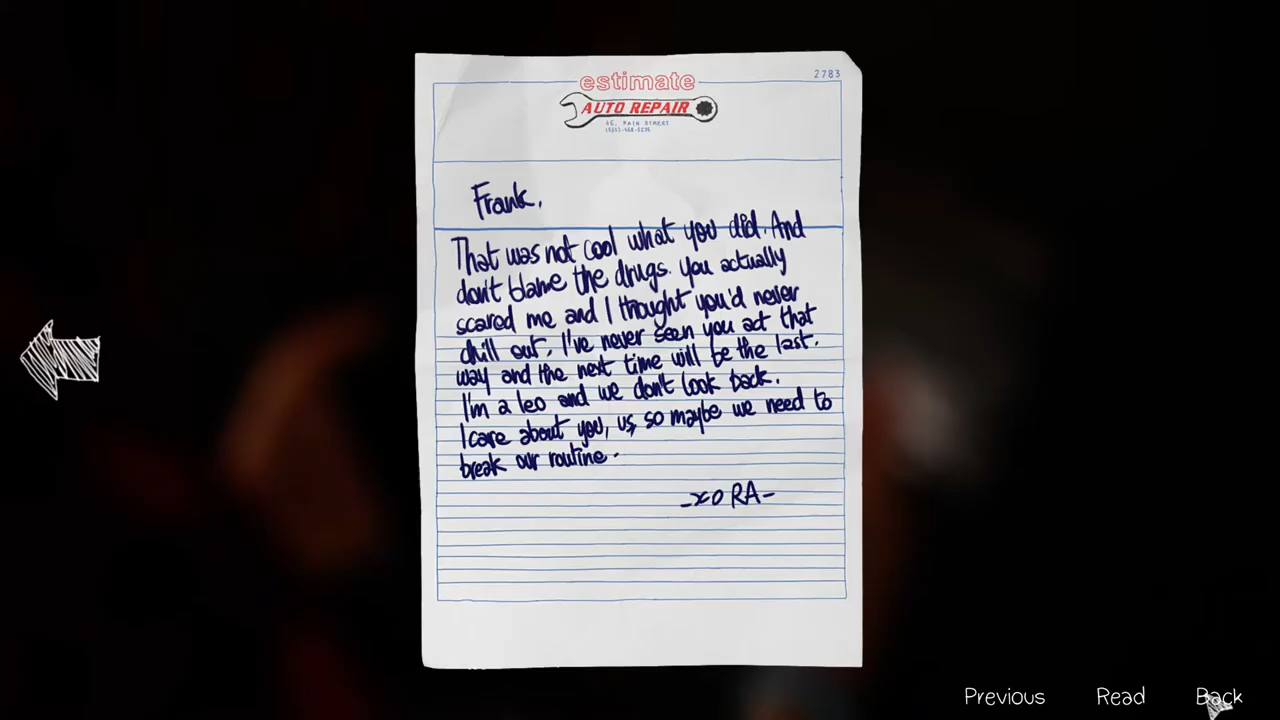 2783
estimate
AUTO REPAIR
Frank,
That was not cool what you did. And
don't blame the drugs. You actually
scared me and I thought you'd never
chill out. I've never seen you act that
way and the next time will be the last.
I'm a leo and we don't look back.
I care about you, us, so maybe we need to
break our routine.
-xo RA-
Previous
Read
Back